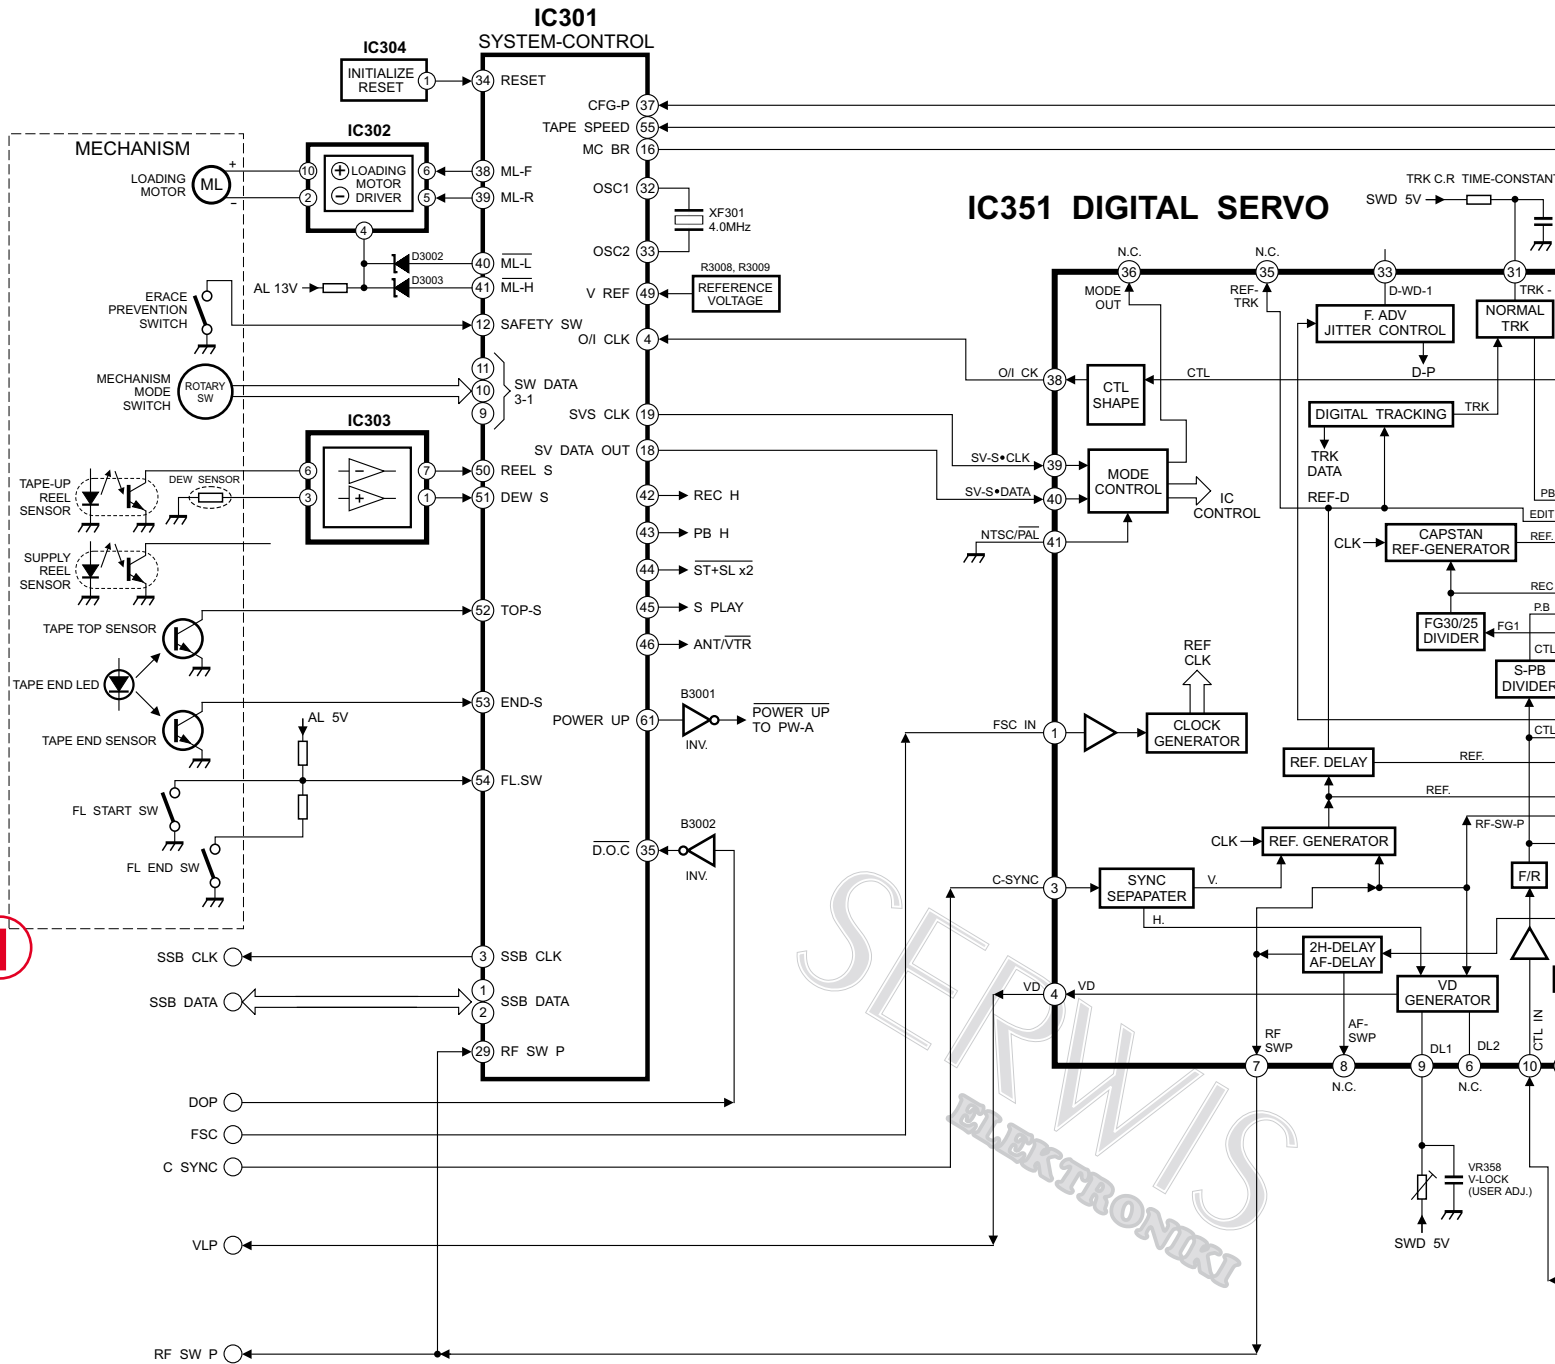 IC301
SYSTEM-CONTROL
IC304
INITIALIZE
RESET
1
34 RESET
CFG-P 37
TAPE SPEED 55
MC BR 16
IC302
MECHANISM
LOADING
MOTOR
ML
+
−
10
2
+ LOADING
MOTOR
− DRIVER
6
5
4
38 ML-F
39 ML-R
OSC1 32
XF301
4.0MHz
OSC2 33
D3002
D3003
40 ML-L
41 ML-H
AL 13V
R3008, R3009
REFERENCE
VOLTAGE
V REF 49
ERACE
PREVENTION
SWITCH
12 SAFETY SW
O/I CLK 4
MECHANISM
MODE
SWITCH
ROTARY
SW
11
10
9
SW DATA
3-1
SVS CLK 19
SV DATA OUT 18
IC303
6
3
−
+
7
1
50 REEL S
51 DEW S
TAPE-UP
REEL
SENSOR
DEW SENSOR
42 REC H
43 PB H
SUPPLY
REEL
SENSOR
44 ST+SL x2
45 S PLAY
46 ANT/VTR
52 TOP-S
TAPE TOP SENSOR
TAPE END LED
TAPE END SENSOR
53 END-S
AL 5V
POWER UP 61
B3001
INV.
POWER UP
TO PW-A
54 FL.SW
FL START SW
FL END SW
D.O.C 35
B3002
INV.
SSB CLK
3 SSB CLK
SSB DATA
1
2
SSB DATA
29 RF SW P
DOP
FSC
C SYNC
VLP
RF SW P
IC351 DIGITAL SERVO
TRK C.R TIME-CONSTANT
SWD 5V
N.C.
36
MODE
OUT
N.C.
35
REF-
TRK
33
D-WD-1
31
TRK -
F. ADV
JITTER CONTROL
D-P
NORMAL
TRK
O/I CK 38
CTL
SHAPE
CTL
DIGITAL TRACKING
TRK
TRK
DATA
SV-S•CLK 39
SV-S•DATA 40
NTSC/PAL 41
MODE
CONTROL
IC
CONTROL
REF-D
PB
EDIT
CLK
CAPSTAN
REF-GENERATOR
REF.
REC
P.B
FG30/25
DIVIDER
FG1
CTL
S-PB
DIVIDER
CTL
REF
CLK
FSC IN 1
CLOCK
GENERATOR
REF. DELAY
REF.
REF.
RF-SW-P
CLK
REF. GENERATOR
F/R
C-SYNC 3
SYNC
SEPAPATER
V.
H.
2H-DELAY
AF-DELAY
VD
GENERATOR
VD 4 VD
RF
SWP
7
AF-
SWP
8
N.C.
DL1
9
DL2
6
N.C.
CTL IN
10
VR358
V-LOCK
(USER ADJ.)
SWD 5V
SERWIS
ELEKTRONIKI